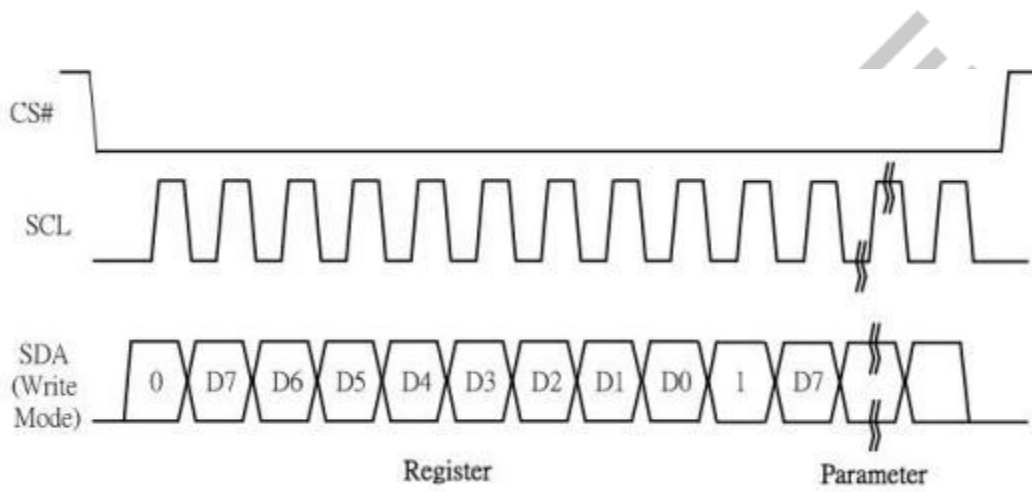 CS#
SCL
SDA
(Write
Mode)
0 D7 D6 D5 D4 D3 D2 D1 D0 1 D7
Register Parameter